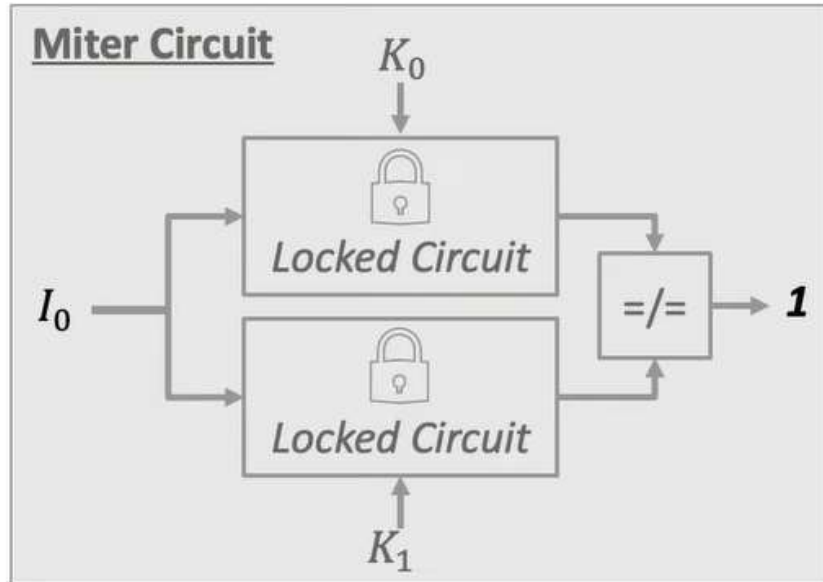 Miter Circuit
K₀
Locked Circuit
I₀
=/=
1
Locked Circuit
K₁